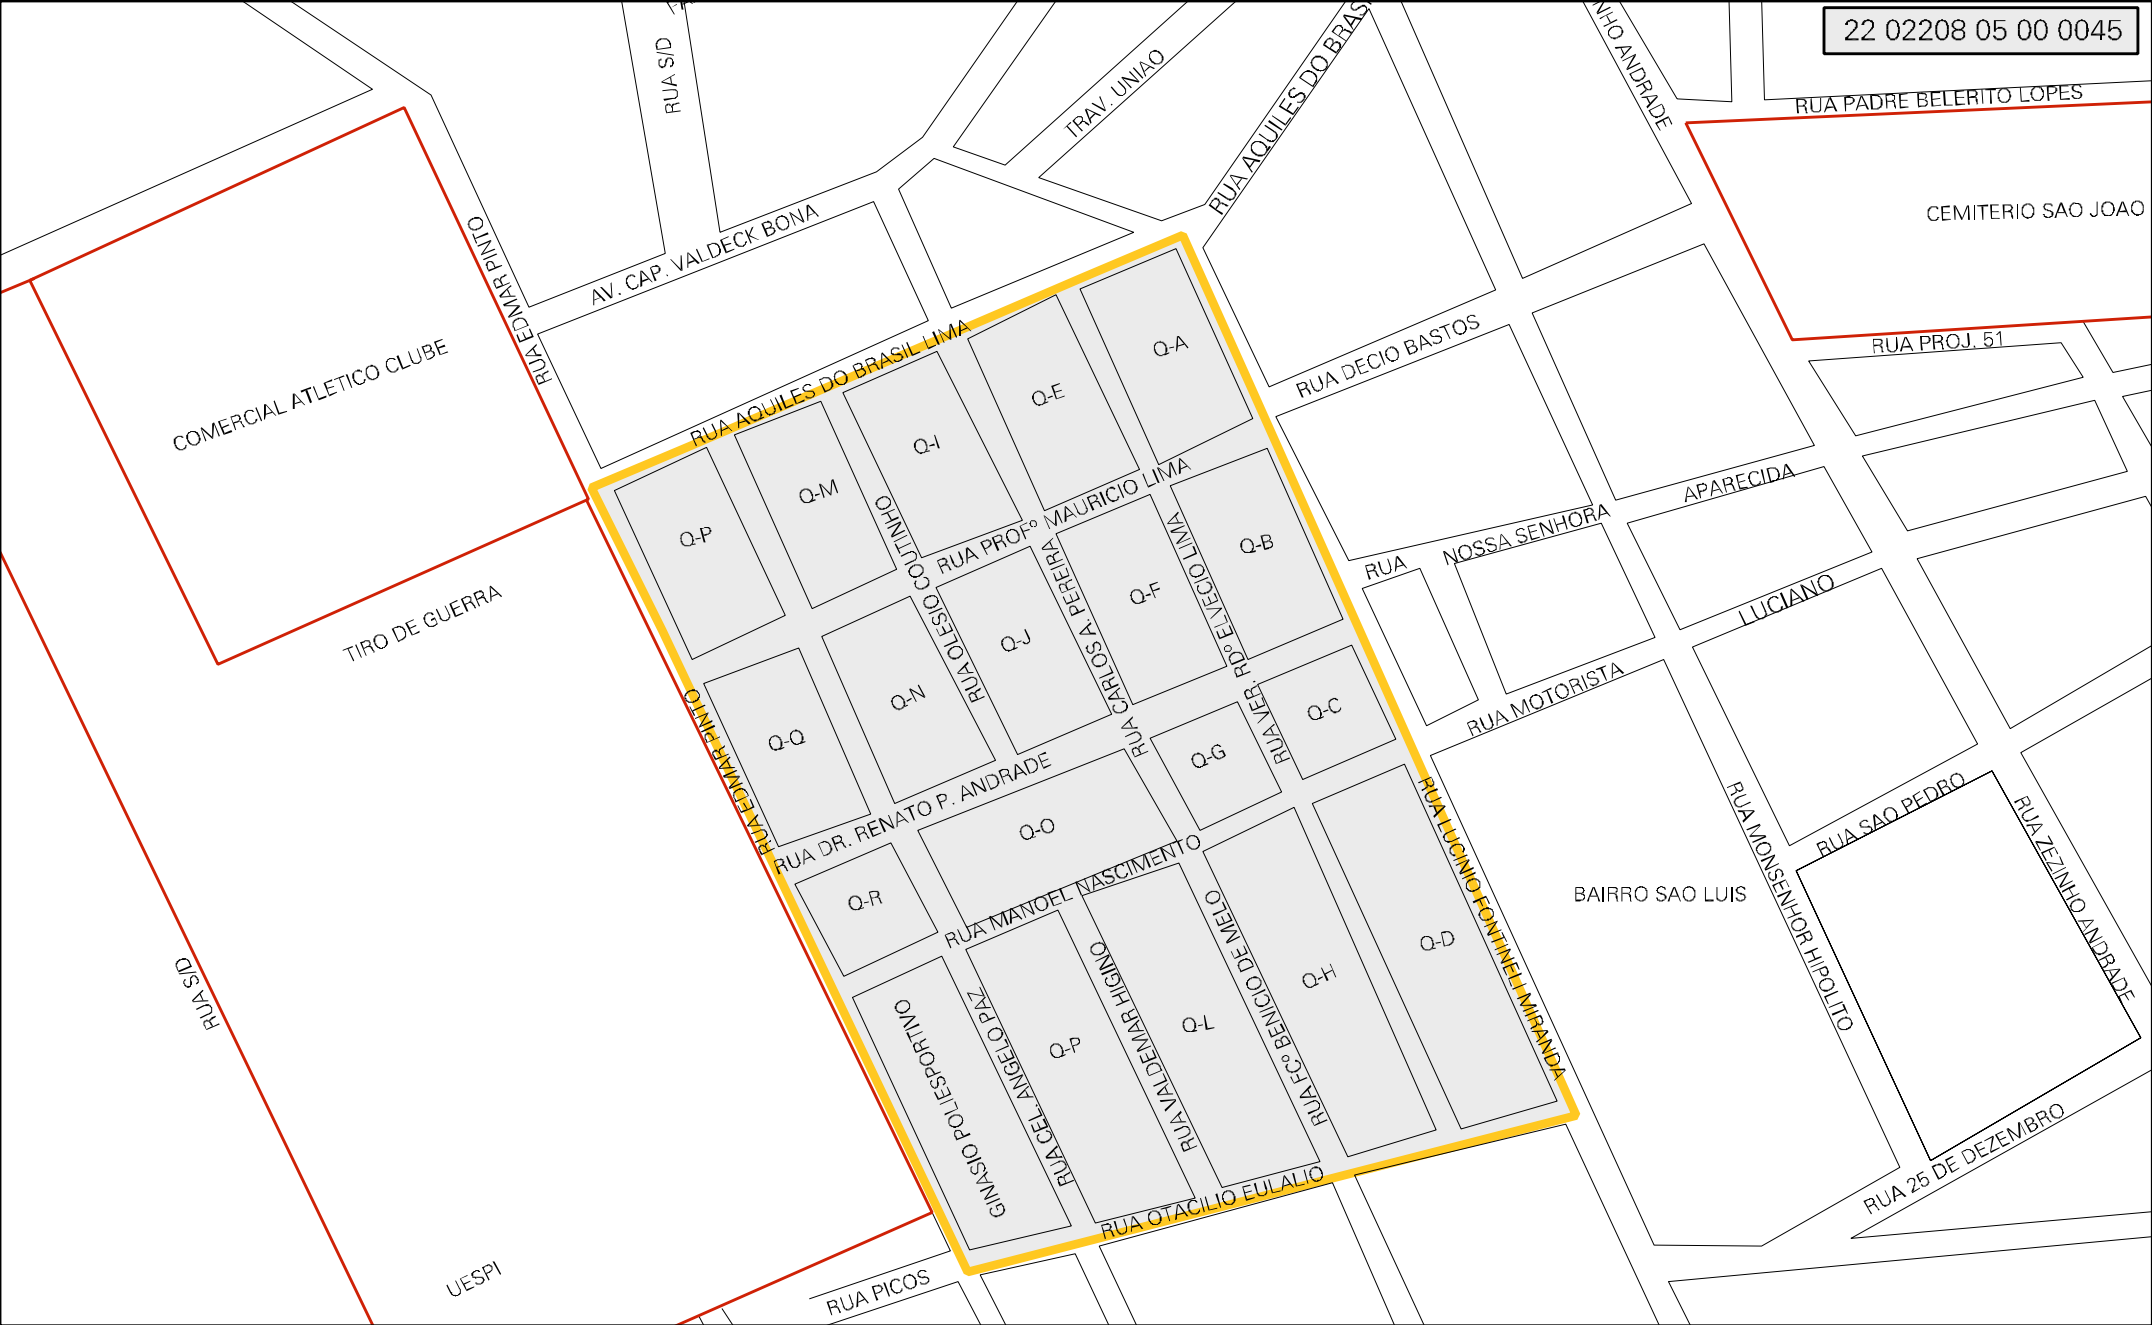 22 02208 05 00 0045
RUA S/D
TRAV. UNIAO
RUA AQUILES DO BRASI
NHO ANDRADE
RUA PADRE BELERITO LOPES
CEMITERIO SAO JOAO
RUA EDMAR PINTO
AV. CAP. VALDECK BONA
COMERCIAL ATLETICO CLUBE
RUA AQUILES DO BRASIL LIMA
RUA DECIO BASTOS
RUA PROJ. 51
Q-A
Q-E
Q-I
Q-M
Q-P
RUA PROFº MAURICIO LIMA
RUA NOSSA SENHORA APARECIDA
TIRO DE GUERRA
RUA OLESIO COUTINHO
RUA CARLOS A. PEREIRA
RUA VER. RDº ELVECIO LIMA
Q-B
Q-F
Q-J
Q-N
Q-Q
RUA MOTORISTA LUCIANO
Q-C
Q-G
RUA EDMAR PINTO
RUA DR. RENATO P. ANDRADE
Q-O
Q-R
RUA MANOEL NASCIMENTO
RUA LUCINIO FONTINELI MIRANDA
RUA MONSENHOR HIPOLITO
RUA SAO PEDRO
RUA ZEZINHO ANDRADE
BAIRRO SAO LUIS
Q-D
Q-H
Q-L
Q-P
RUA S/D
GINASIO POLIESPORTIVO
RUA CEL. ANGELO PAZ
RUA VALDEMAR HIGINO
RUA FCº BENICIO DE MELO
RUA OTACILIO EULALIO
RUA 25 DE DEZEMBRO
UESPI
RUA PICOS